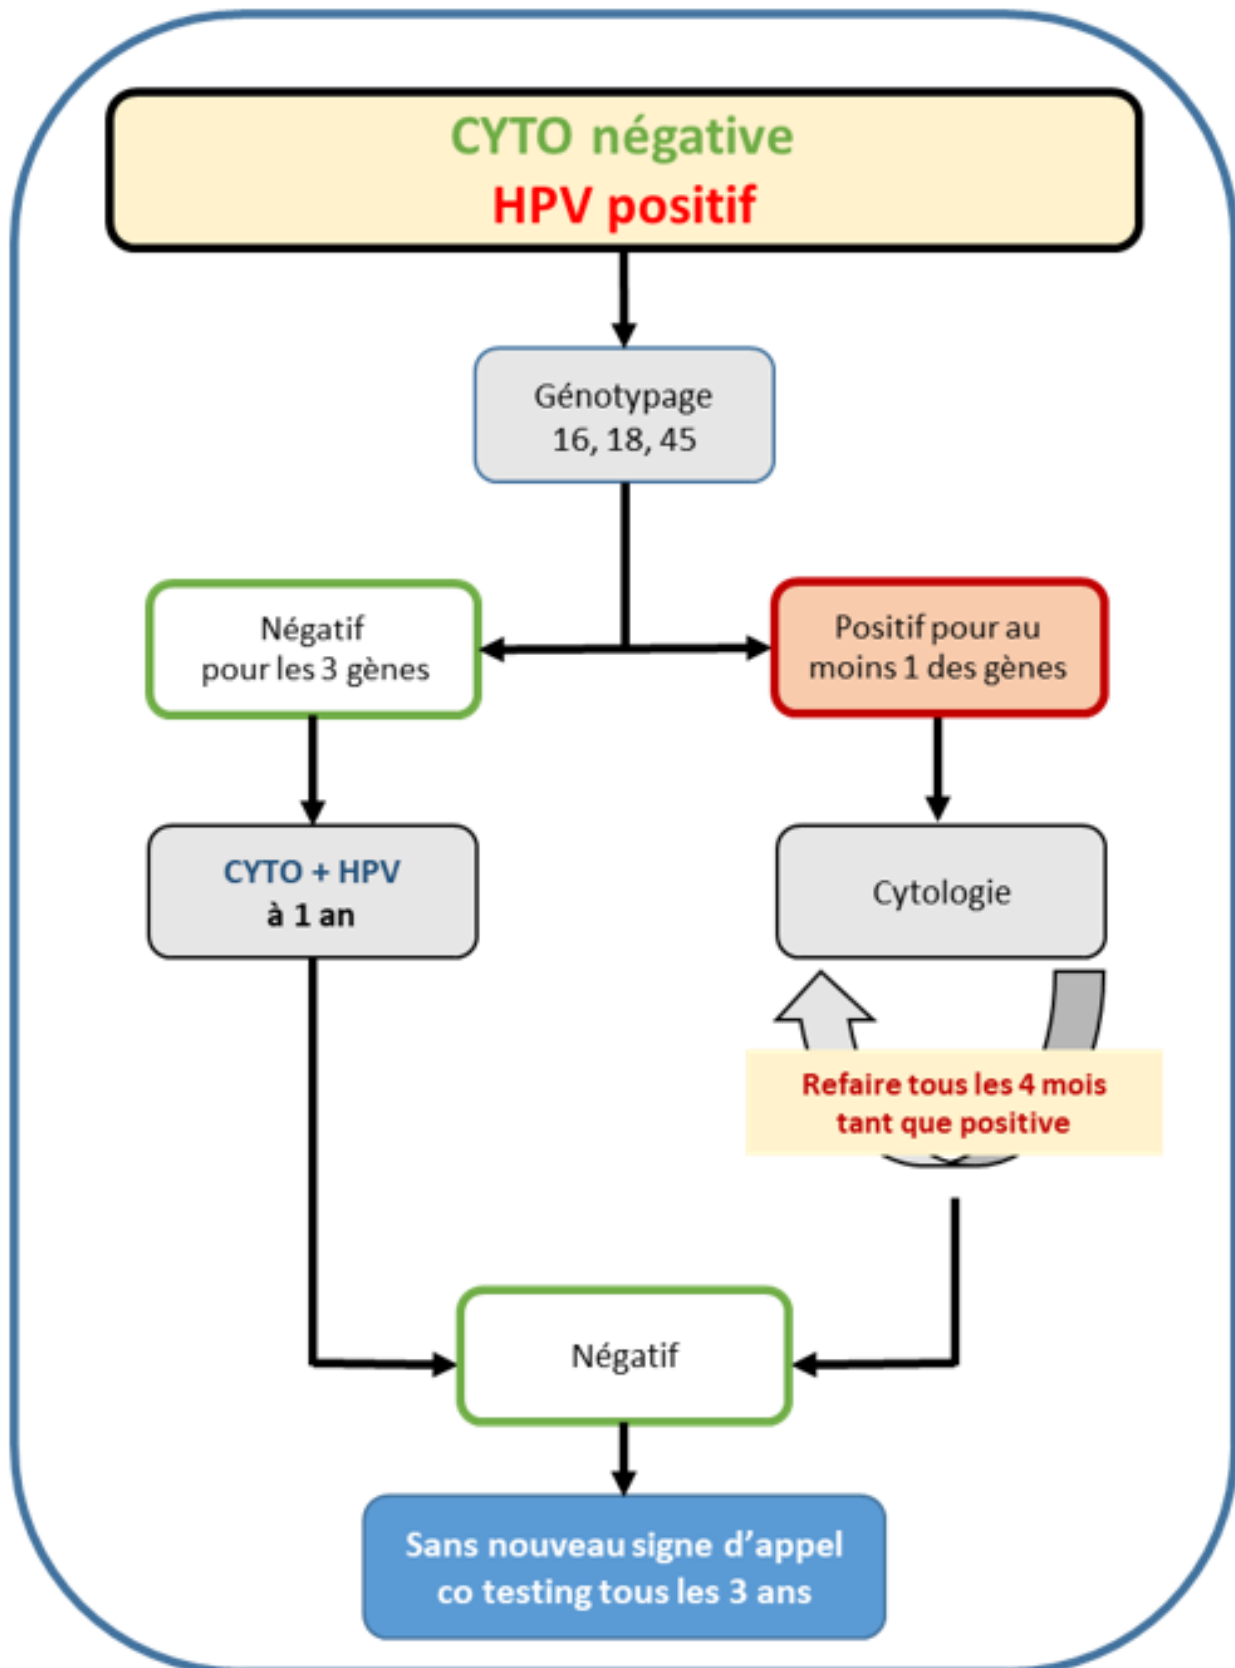 CYTO négative
HPV positif
Génotypage
16, 18, 45
Négatif
pour les 3 gènes
Positif pour au
moins 1 des gènes
CYTO + HPV
à 1 an
Cytologie
Refaire tous les 4 mois
tant que positive
Négatif
Sans nouveau signe d'appel
co testing tous les 3 ans